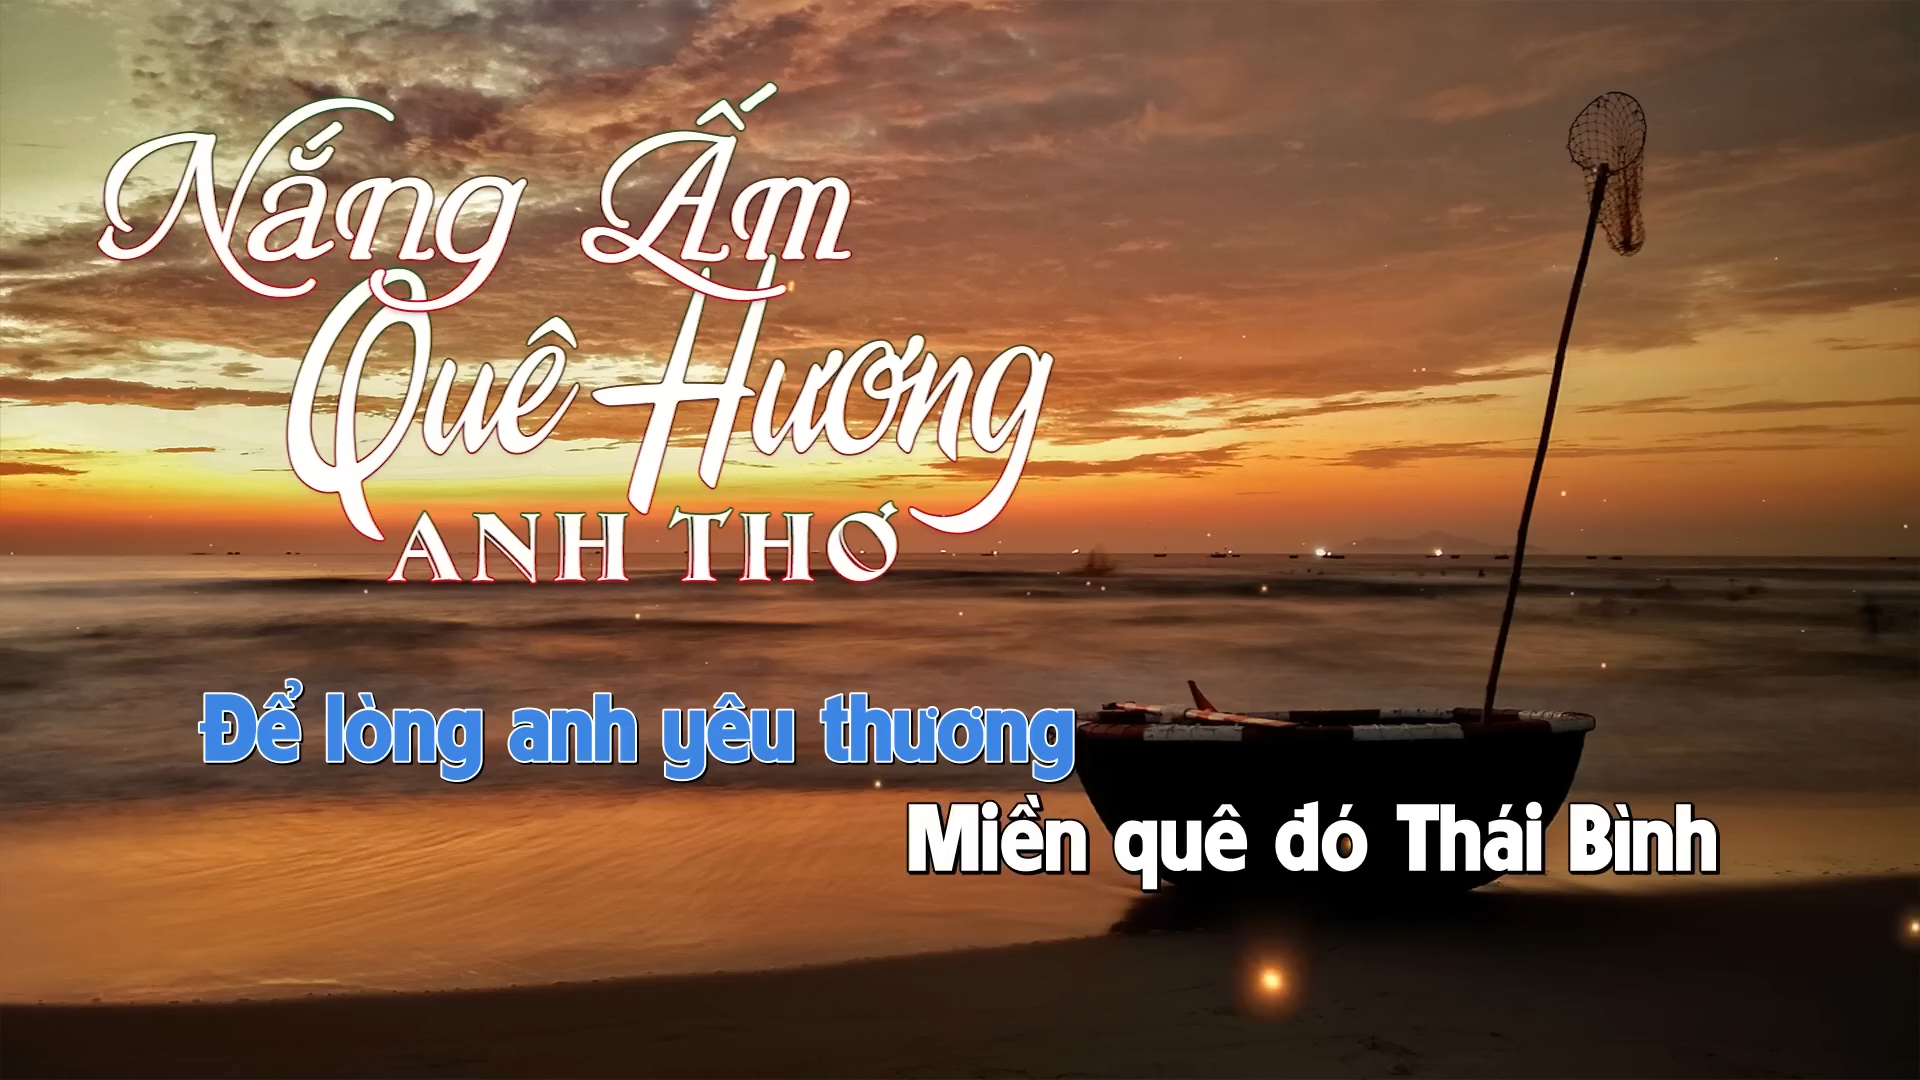 Nắng Ấm
Quê Hương
ANH THƠ
Để lòng anh yêu thương
Miền quê đó Thái Bình